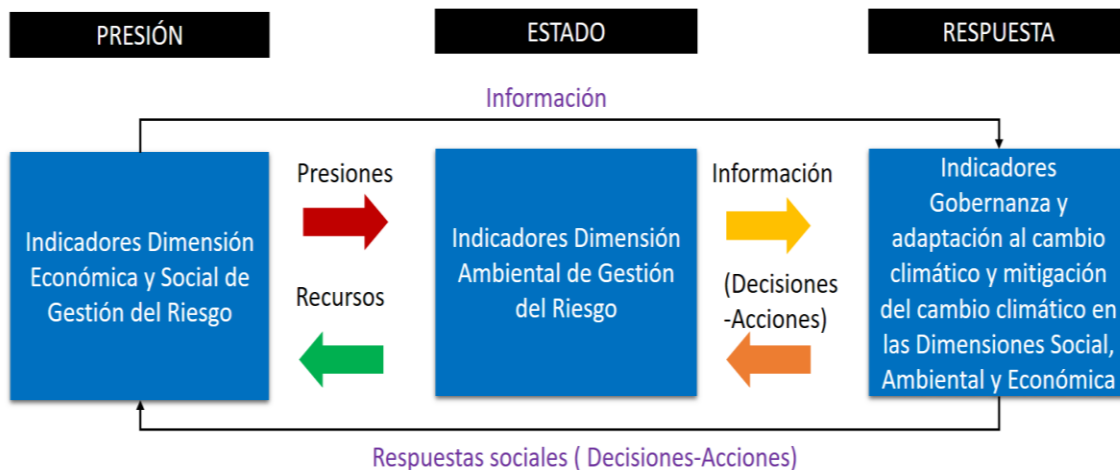 PRESIÓN
ESTADO
RESPUESTA
Información
Indicadores Dimensión
Económica y Social de
Gestión del Riesgo
Presiones
Recursos
Indicadores Dimensión
Ambiental de Gestión
del Riesgo
Información
(Decisiones
-Acciones)
Indicadores
Gobernanza y
adaptación al cambio
climático y mitigación
del cambio climático en
las Dimensiones Social,
Ambiental y Económica
Respuestas sociales ( Decisiones-Acciones)